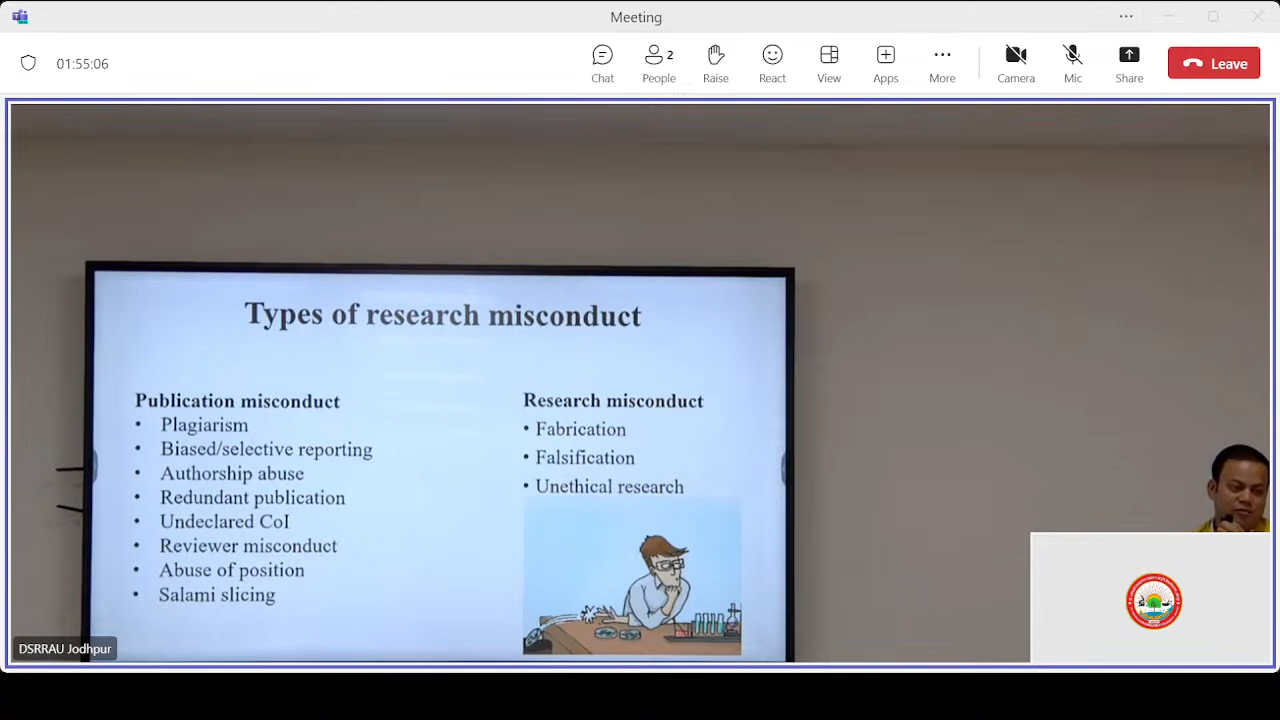 Meeting
01:55:06
Chat
People
2
Raise
React
View
Apps
More
Camera
Mic
Share
Leave
Types of research misconduct
Publication misconduct
• Plagiarism
• Biased/selective reporting
• Authorship abuse
• Redundant publication
• Undeclared CoI
• Reviewer misconduct
• Abuse of position
• Salami slicing
Research misconduct
• Fabrication
• Falsification
• Unethical research
DSRRAU Jodhpur